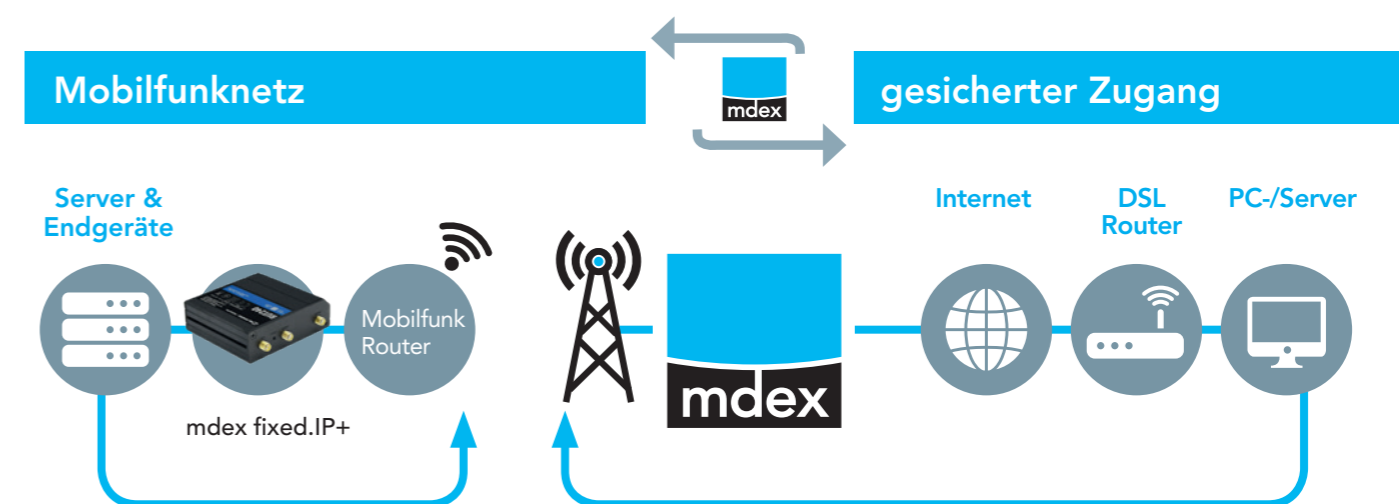 Mobilfunknetz
mdex
gesicherter Zugang
Server &
Endgeräte
Internet
DSL
Router
PC-/Server
Mobilfunk
Router
mdex
mdex fixed.IP+